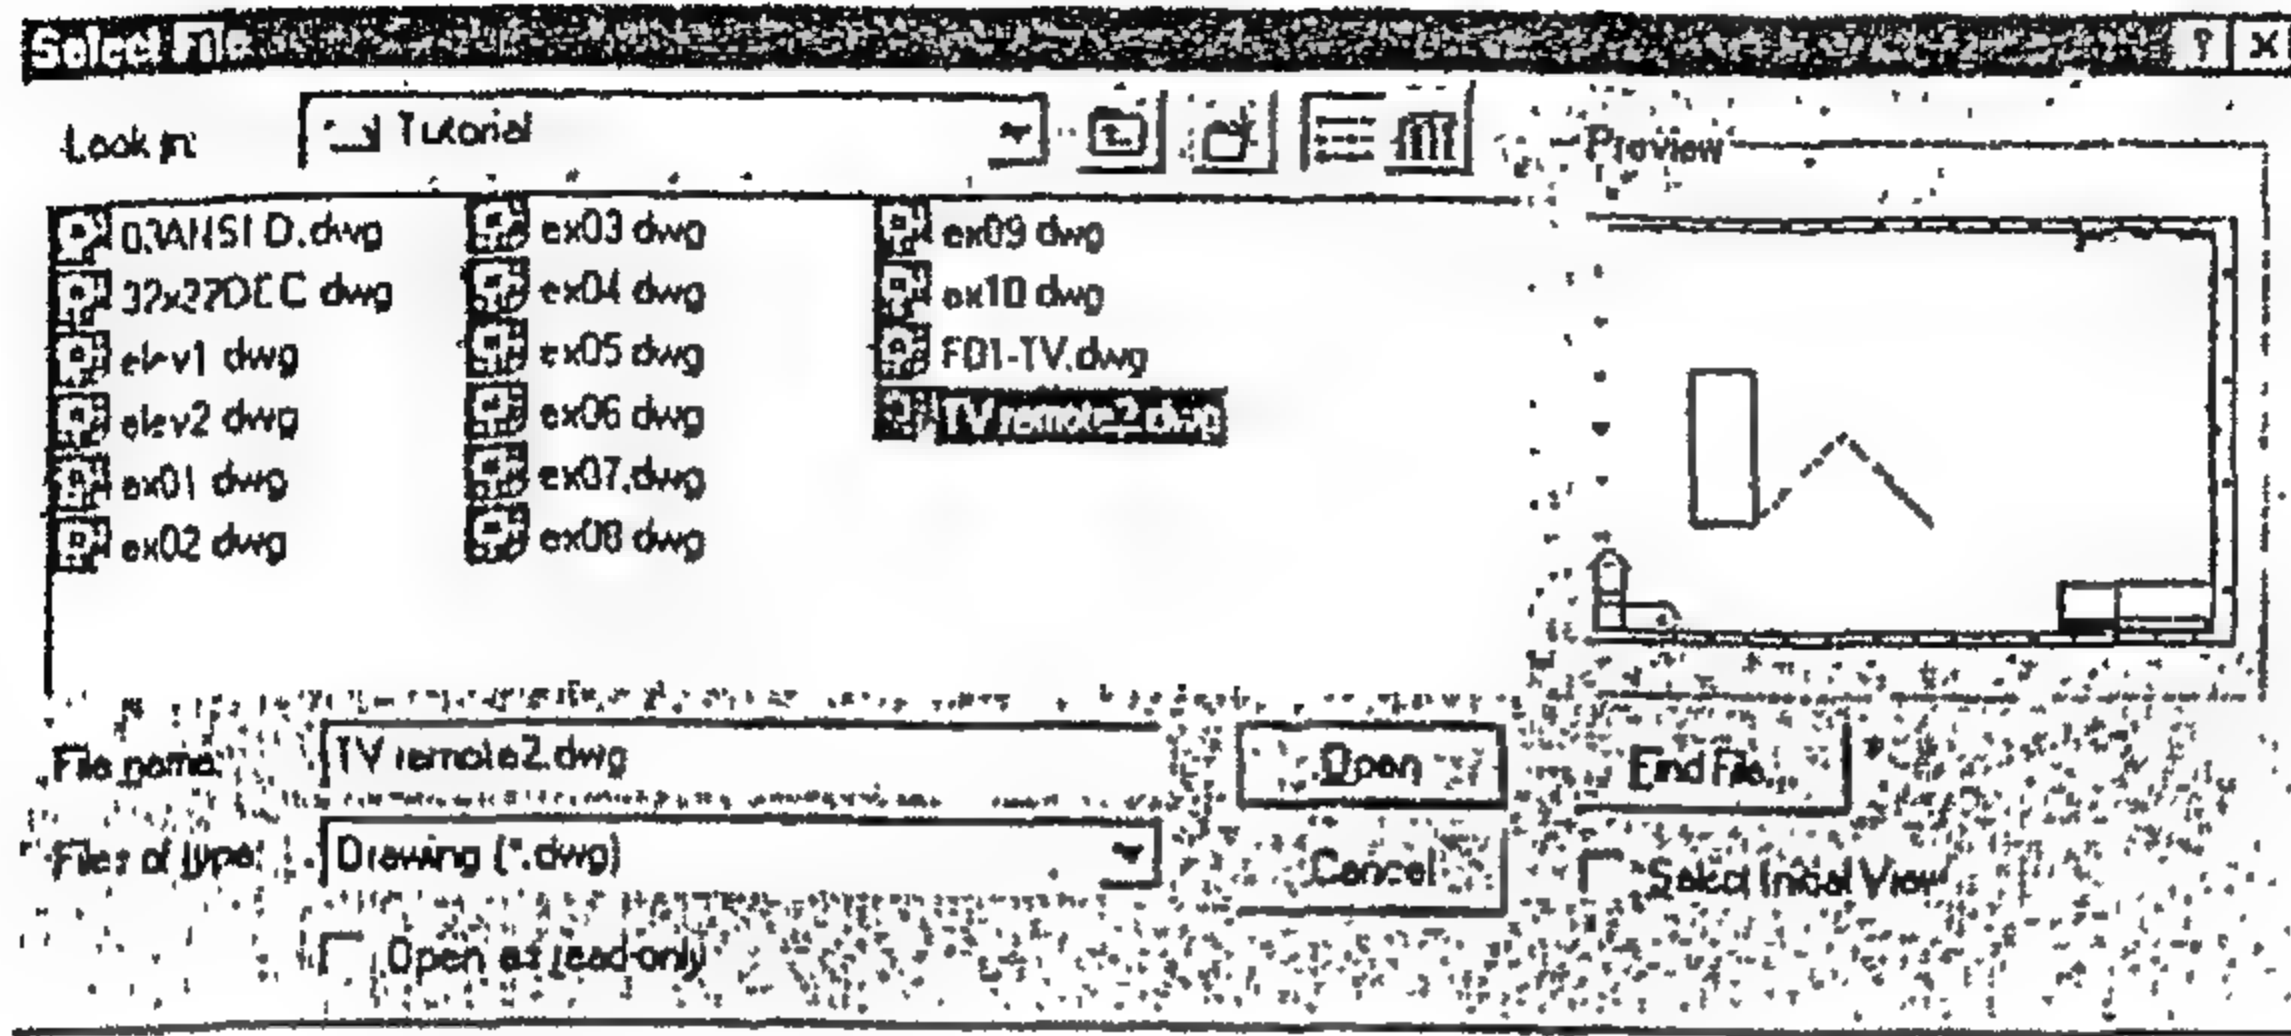 Select File
Look in: Tutorial
Preview
03ANSI D.dwg ex03 dwg ex09 dwg
ex04 dwg ex10 dwg
elev1 dwg ex05 dwg FD1-TV.dwg
elev2 dwg ex06 dwg TV remote2 dwg
ex01 dwg ex07.dwg
ex02 dwg ex08 dwg
File name: TV remote2.dwg Open Find File...
Files of type: Drawing (*.dwg) Cancel Select Initial View
Open as read-only